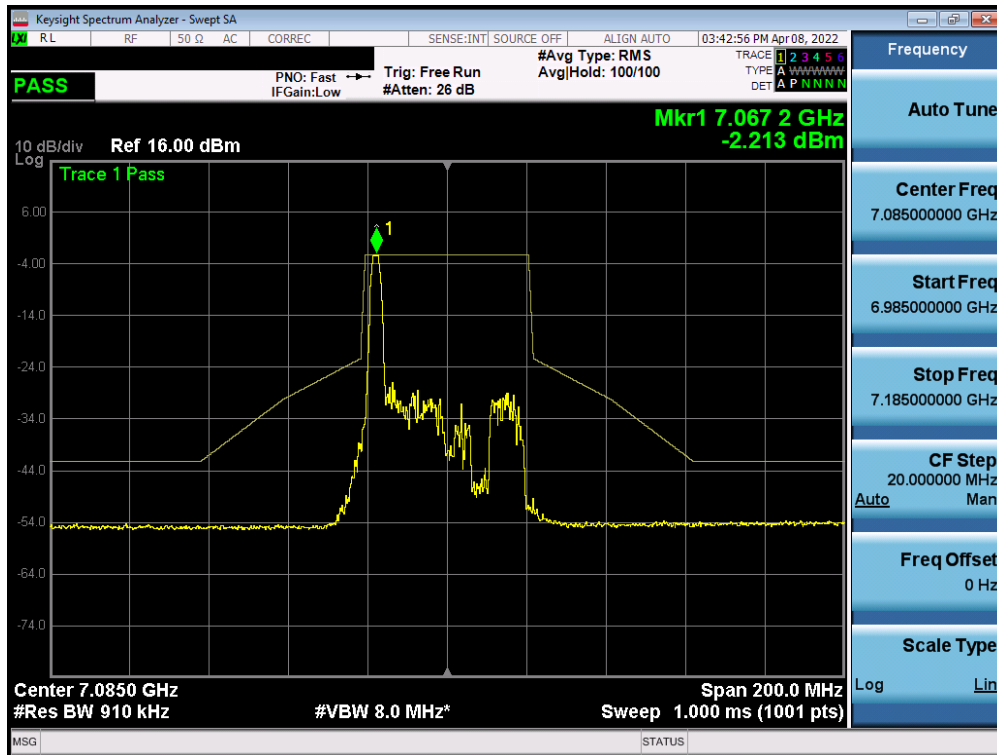 Keysight Spectrum Analyzer - Swept SA
LXI RL RF 50 Ω AC CORREC SENSE:INT SOURCE OFF ALIGN AUTO 03:42:56 PM Apr 08, 2022
PASS
PNO: Fast
IFGain:Low
Trig: Free Run
#Atten: 26 dB
#Avg Type: RMS
Avg|Hold: 100/100
TRACE 1 2 3 4 5 6
TYPE A WWWWW
DET A P N N N N
Mkr1 7.067 2 GHz
-2.213 dBm
10 dB/div Ref 16.00 dBm
Log
Trace 1 Pass
1
6.00
-4.00
-14.0
-24.0
-34.0
-44.0
-54.0
-64.0
-74.0
Center 7.0850 GHz Span 200.0 MHz
#Res BW 910 kHz #VBW 8.0 MHz* Sweep 1.000 ms (1001 pts)
MSG STATUS
Frequency
Auto Tune
Center Freq
7.085000000 GHz
Start Freq
6.985000000 GHz
Stop Freq
7.185000000 GHz
CF Step
20.000000 MHz
Auto Man
Freq Offset
0 Hz
Scale Type
Log Lin